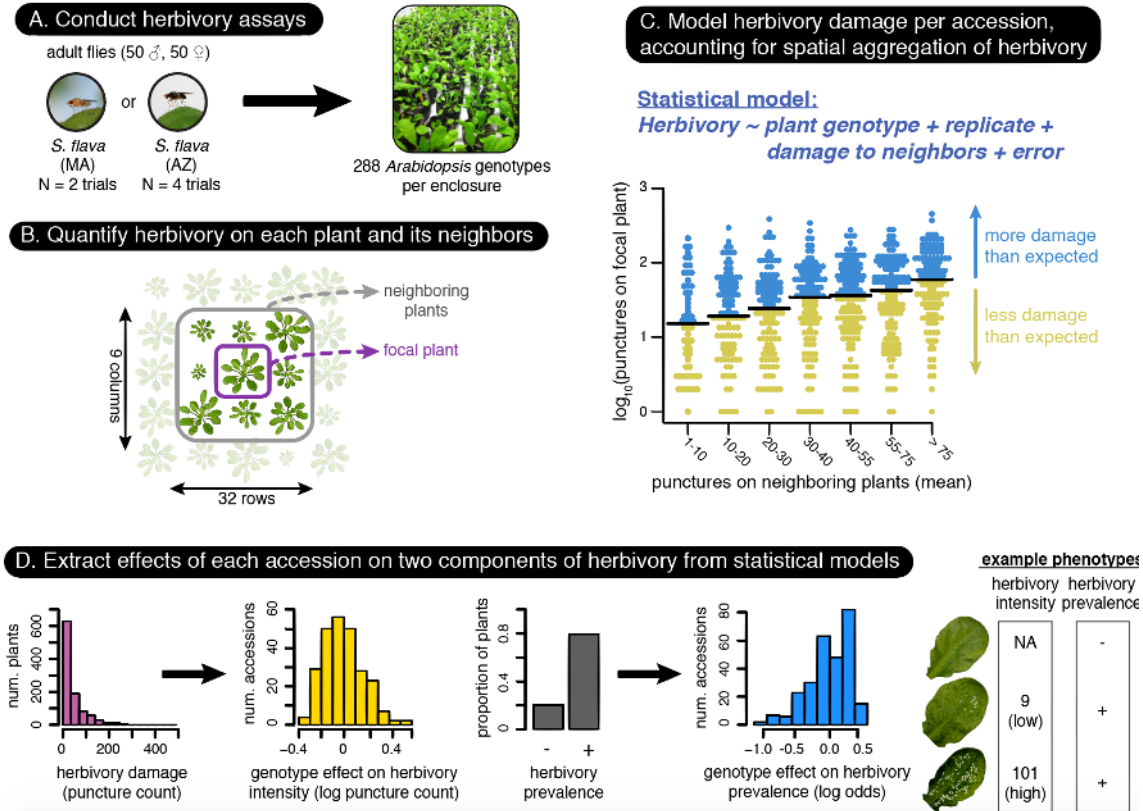 A. Conduct herbivory assays
adult flies (50 ♂, 50 ♀)
or
S. flava
(MA)
N = 2 trials
S. flava
(AZ)
N = 4 trials
288 Arabidopsis genotypes
per enclosure
B. Quantify herbivory on each plant and its neighbors
neighboring
plants
focal plant
9 columns
32 rows
C. Model herbivory damage per accession,
accounting for spatial aggregation of herbivory
Statistical model:
Herbivory ~ plant genotype + replicate +
damage to neighbors + error
log10(punctures on focal plant)
3
2
1
0
more damage
than expected
less damage
than expected
1-10
10-20
20-30
30-40
40-55
55-75
> 75
punctures on neighboring plants (mean)
D. Extract effects of each accession on two components of herbivory from statistical models
num. plants
0 200 400 600
0 200 400
herbivory damage
(puncture count)
num. accessions
0 20 40 60
−0.4 0 0.4
genotype effect on herbivory
intensity (log puncture count)
proportion of plants
0 0.4 0.8
- +
herbivory
prevalence
num. accessions
0 20 40 60 80
−1.0 −0.5 0.0 0.5
genotype effect on herbivory
prevalence (log odds)
example phenotypes
herbivory
intensity
herbivory
prevalence
NA -
9
(low)
+
101
(high)
+